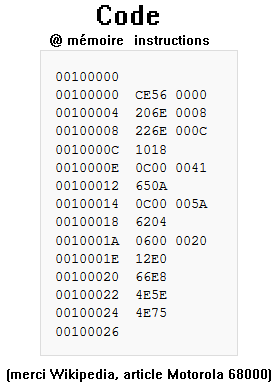 Code
@ mémoire instructions
00100000
00100000 CE56 0000
00100004 206E 0008
00100008 226E 000C
0010000C 1018
0010000E 0C00 0041
00100012 650A
00100014 0C00 005A
00100018 6204
0010001A 0600 0020
0010001E 12E0
00100020 66E8
00100022 4E5E
00100024 4E75
00100026
(merci Wikipedia, article Motorola 68000)